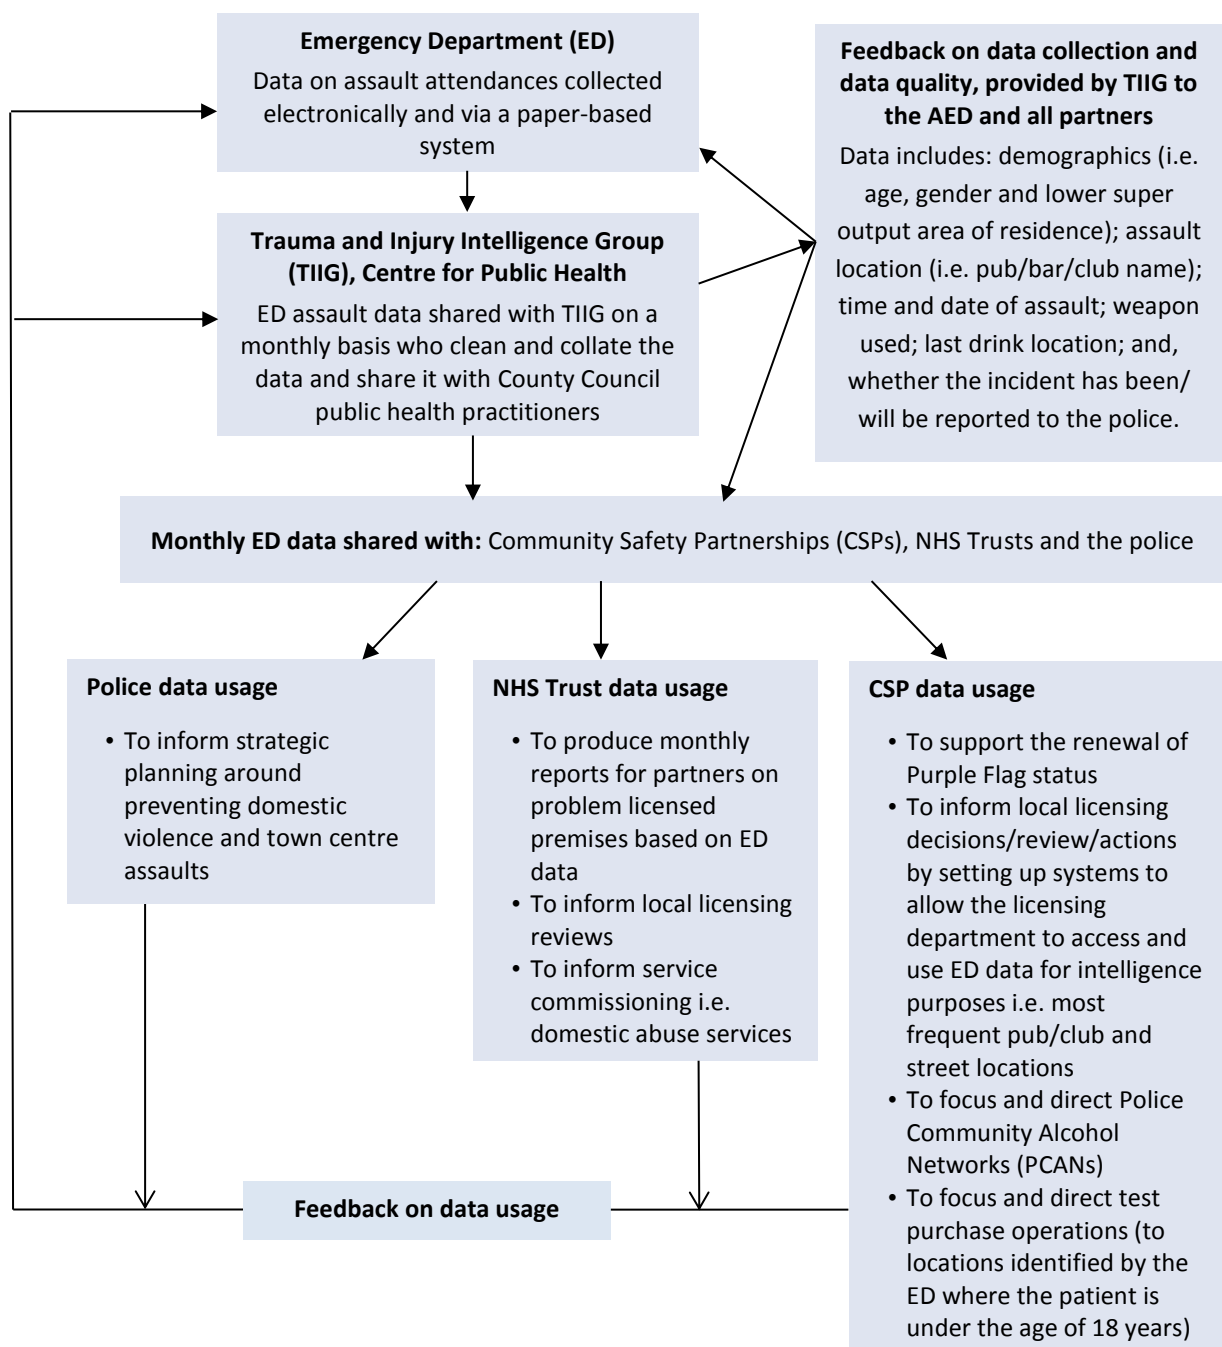 Emergency Department (ED)
Data on assault attendances collected
electronically and via a paper-based
system
Feedback on data collection and
data quality, provided by TIIG to
the AED and all partners
Data includes: demographics (i.e.
age, gender and lower super
output area of residence); assault
location (i.e. pub/bar/club name);
time and date of assault; weapon
used; last drink location; and,
whether the incident has been/
will be reported to the police.
Trauma and Injury Intelligence Group
(TIIG), Centre for Public Health
ED assault data shared with TIIG on a
monthly basis who clean and collate the
data and share it with County Council
public health practitioners
Monthly ED data shared with: Community Safety Partnerships (CSPs), NHS Trusts and the police
Police data usage
• To inform strategic
planning around
preventing domestic
violence and town centre
assaults
NHS Trust data usage
• To produce monthly
reports for partners on
problem licensed
premises based on ED
data
• To inform local licensing
reviews
• To inform service
commissioning i.e.
domestic abuse services
CSP data usage
• To support the renewal of
Purple Flag status
• To inform local licensing
decisions/review/actions
by setting up systems to
allow the licensing
department to access and
use ED data for intelligence
purposes i.e. most
frequent pub/club and
street locations
• To focus and direct Police
Community Alcohol
Networks (PCANs)
• To focus and direct test
purchase operations (to
locations identified by the
ED where the patient is
under the age of 18 years)
Feedback on data usage